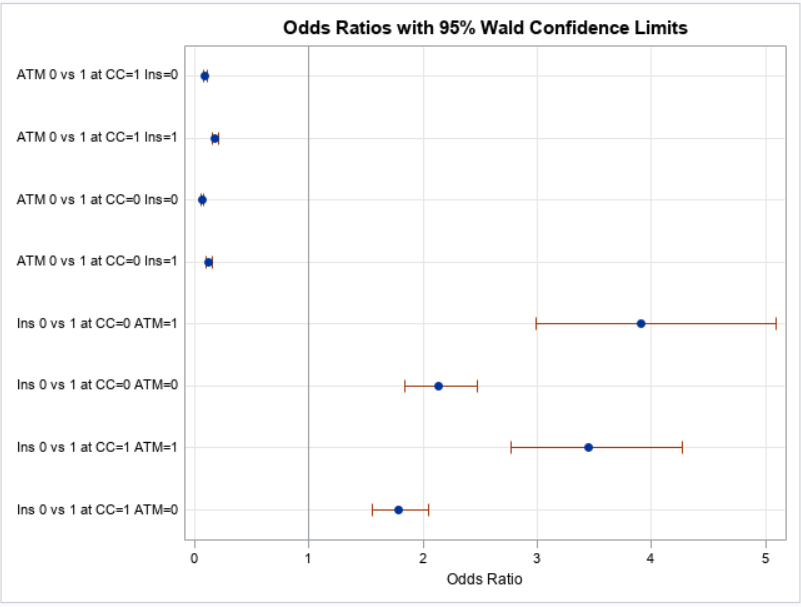 Odds Ratios with 95% Wald Confidence Limits
ATM 0 vs 1 at CC=1 Ins=0
ATM 0 vs 1 at CC=1 Ins=1
ATM 0 vs 1 at CC=0 Ins=0
ATM 0 vs 1 at CC=0 Ins=1
Ins 0 vs 1 at CC=0 ATM=1
Ins 0 vs 1 at CC=0 ATM=0
Ins 0 vs 1 at CC=1 ATM=1
Ins 0 vs 1 at CC=1 ATM=0
0 1 2 3 4 5
Odds Ratio